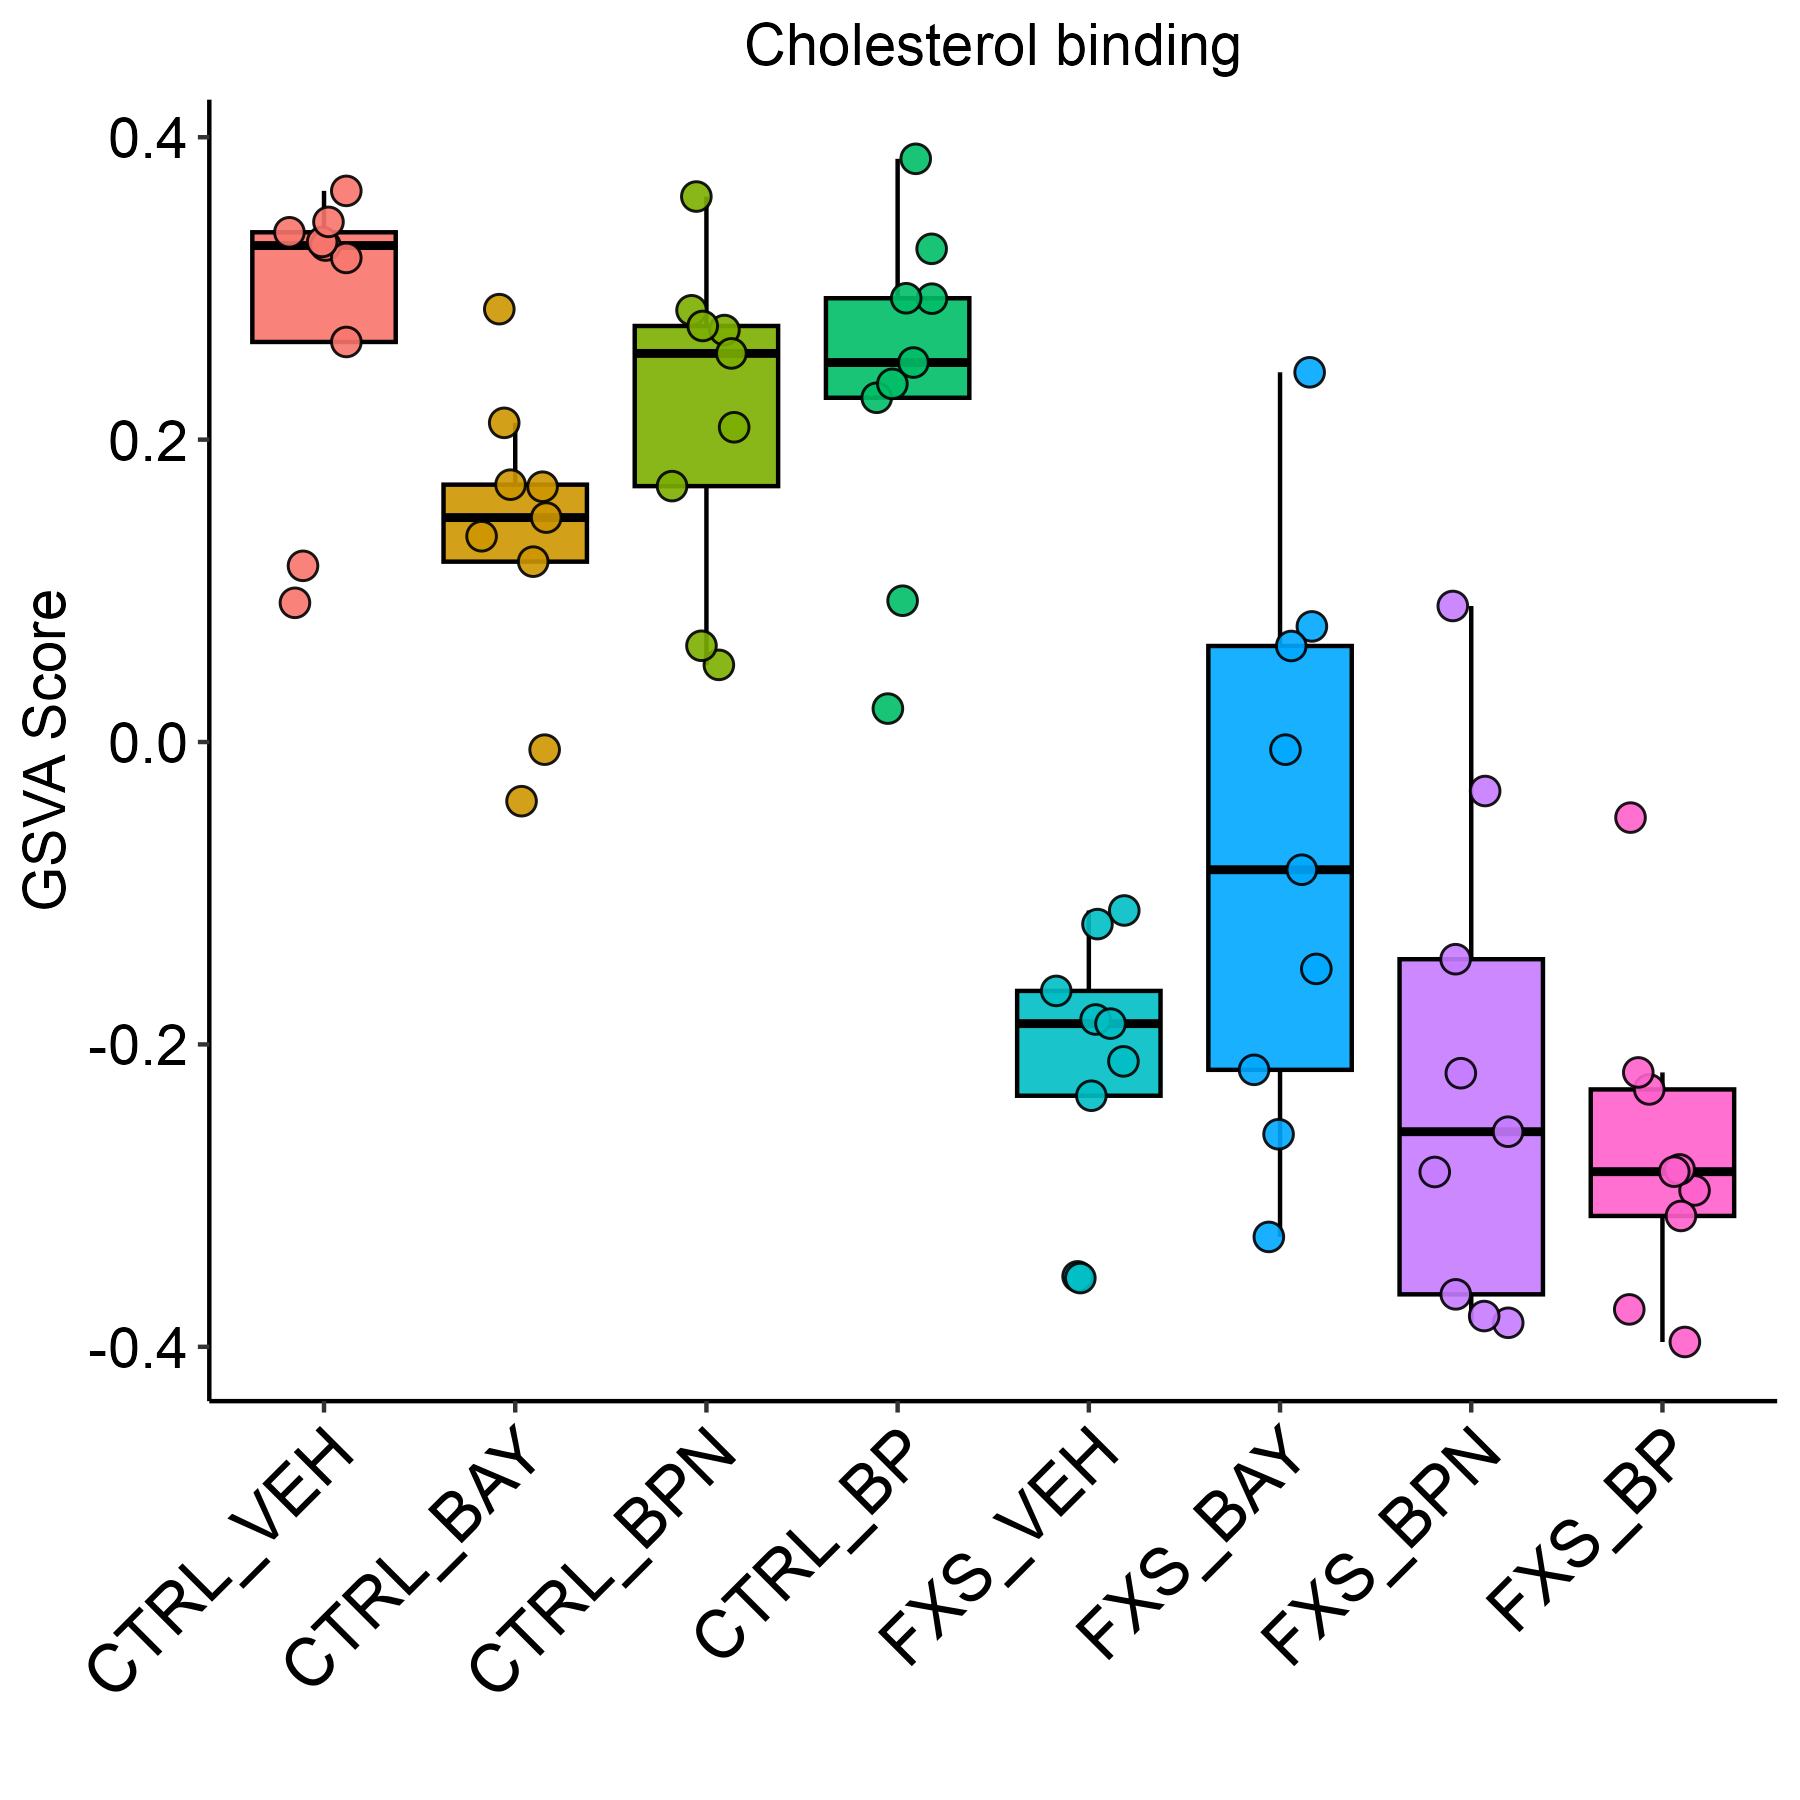 Cholesterol binding
GSVA Score
0.4
0.2
0.0
-0.2
-0.4
CTRL_VEH
CTRL_BAY
CTRL_BPN
CTRL_BP
FXS_VEH
FXS_BAY
FXS_BPN
FXS_BP